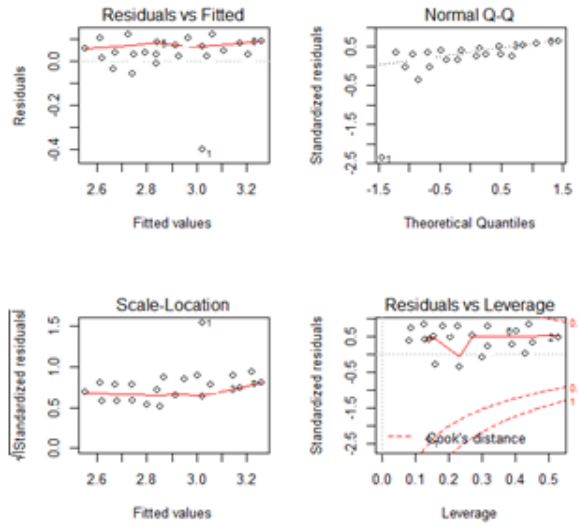 Residuals vs Fitted
Residuals
0.0
-0.2
-0.4
1
2.6 2.8 3.0 3.2
Fitted values
Normal Q-Q
Standardized residuals
0.5
-0.5
-1.5
-2.5
1
-1.5 -0.5 0.5 1.5
Theoretical Quantiles
Scale-Location
√|Standardized residuals|
1.5
1.0
0.5
0.0
1
2.6 2.8 3.0 3.2
Fitted values
Residuals vs Leverage
Standardized residuals
0.5
-0.5
-1.5
-2.5
1
Cook's distance
0.0 0.1 0.2 0.3 0.4 0.5
Leverage